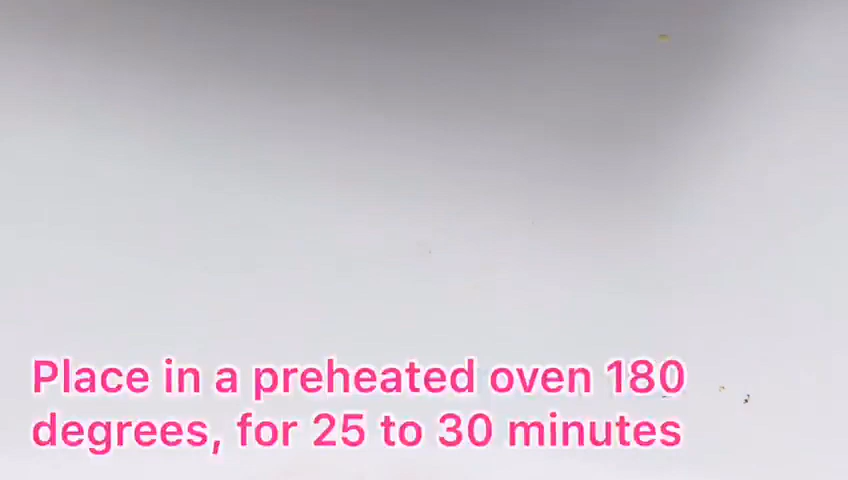 Place in a preheated oven 180
degrees, for 25 to 30 minutes